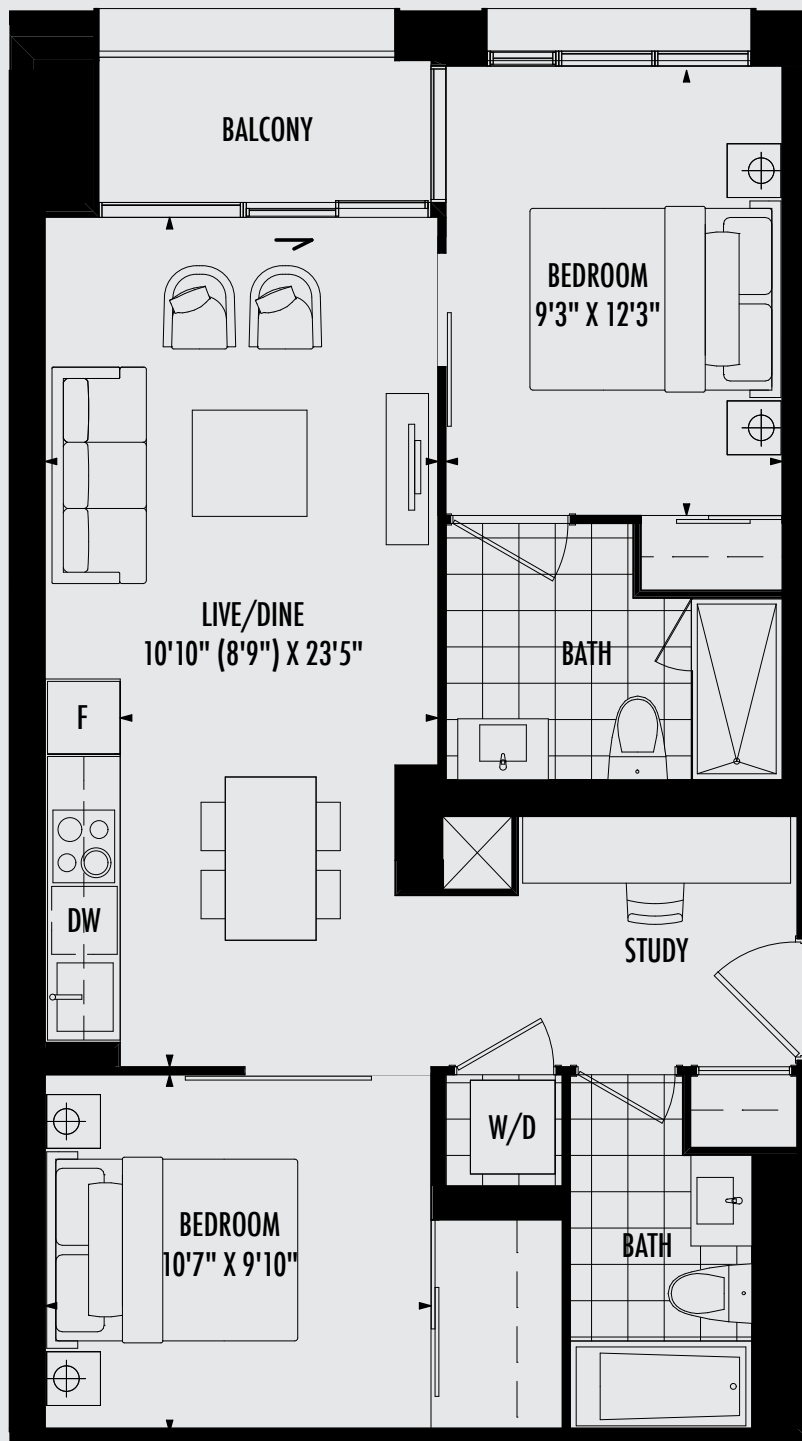 BALCONY
BEDROOM
9'3" X 12'3"
LIVE/DINE
10'10" (8'9") X 23'5"
BATH
F
DW
STUDY
W/D
BEDROOM
10'7" X 9'10"
BATH